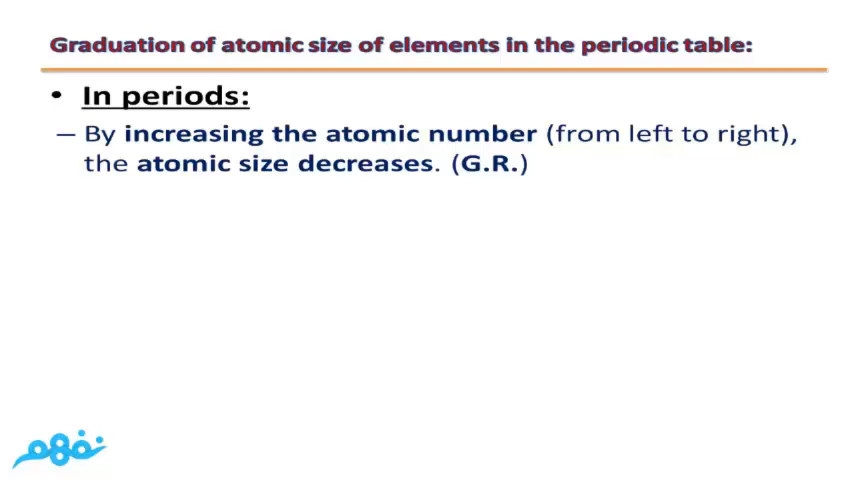 Graduation of atomic size of elements in the periodic table:
• In periods:
– By increasing the atomic number (from left to right),
the atomic size decreases. (G.R.)
نفهم